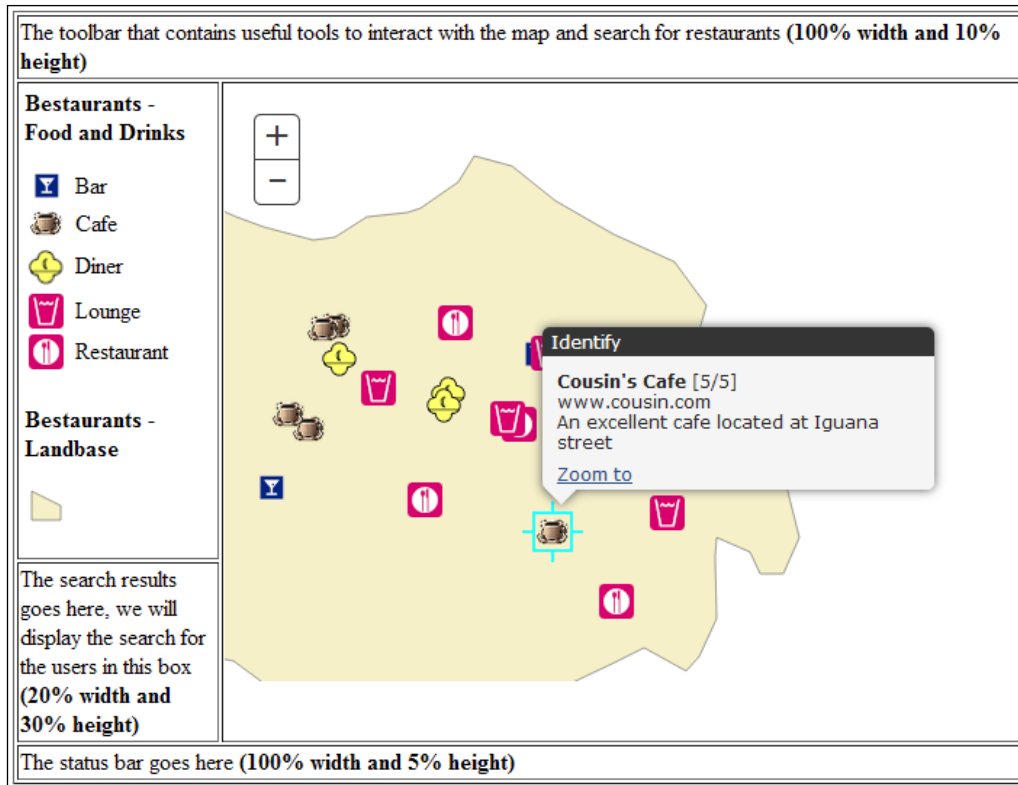 The toolbar that contains useful tools to interact with the map and search for restaurants (100% width and 10%
height)
Bestaurants -
Food and Drinks
Bar
Cafe
Diner
Lounge
Restaurant
Bestaurants -
Landbase
+
−
Identify
Cousin's Cafe [5/5]
www.cousin.com
An excellent cafe located at Iguana
street
Zoom to
The search results
goes here, we will
display the search for
the users in this box
(20% width and
30% height)
The status bar goes here (100% width and 5% height)